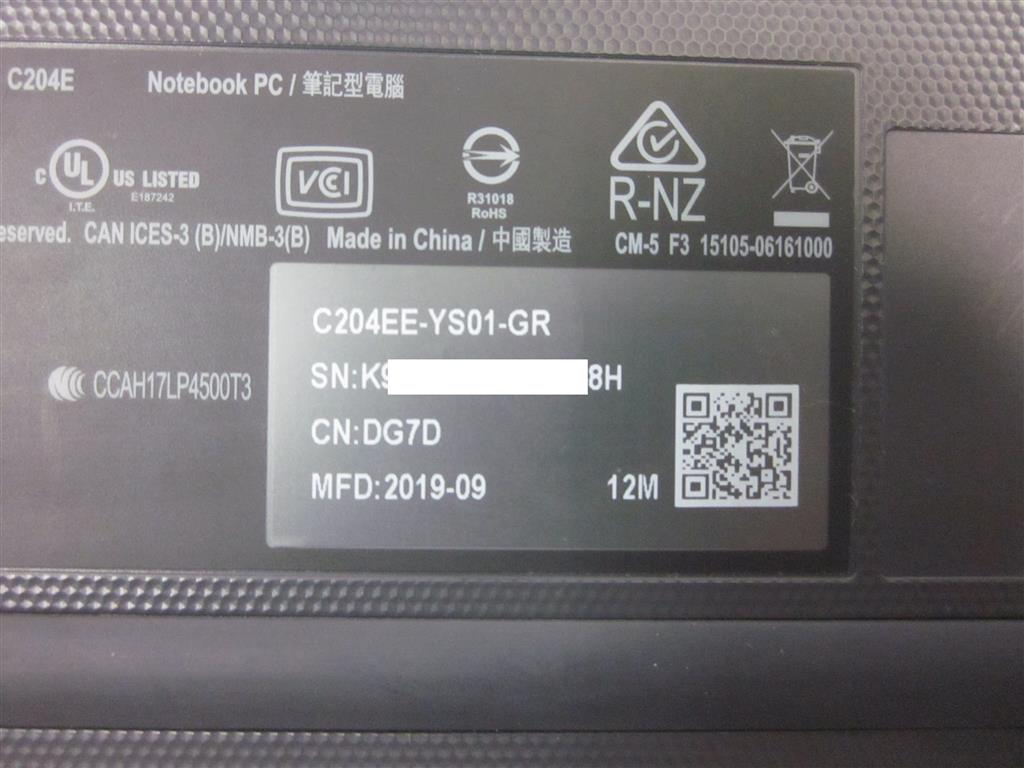 C204E
Notebook PC / 筆記型電腦
C UL US LISTED
I.T.E.
E187242
VCI
R31018
RoHS
R-NZ
eserved. CAN ICES-3 (B)/NMB-3(B) Made in China / 中國製造
CM-5 F3 15105-06161000
C204EE-YS01-GR
SN:K9 8H
CCAH17LP4500T3
CN:DG7D
MFD:2019-09 12M